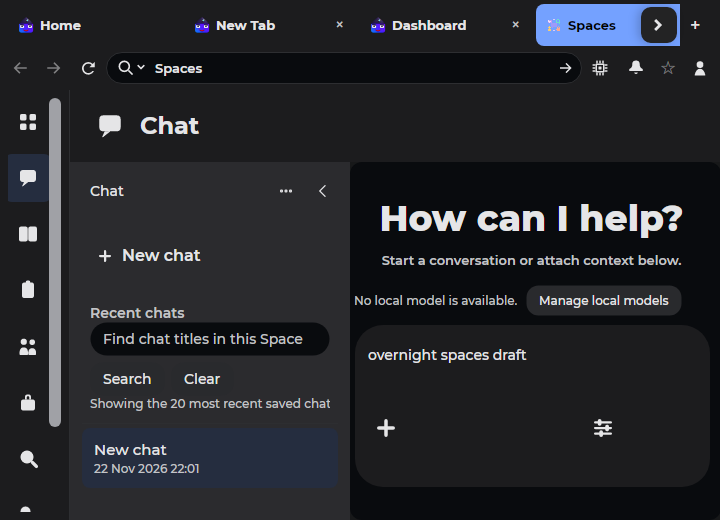 Home
New Tab
Dashboard
Spaces
Spaces
Chat
Chat
New chat
Recent chats
Find chat titles in this Space
Search
Clear
Showing the 20 most recent saved chat
New chat
22 Nov 2026 22:01
How can I help?
Start a conversation or attach context below.
No local model is available.
Manage local models
overnight spaces draft